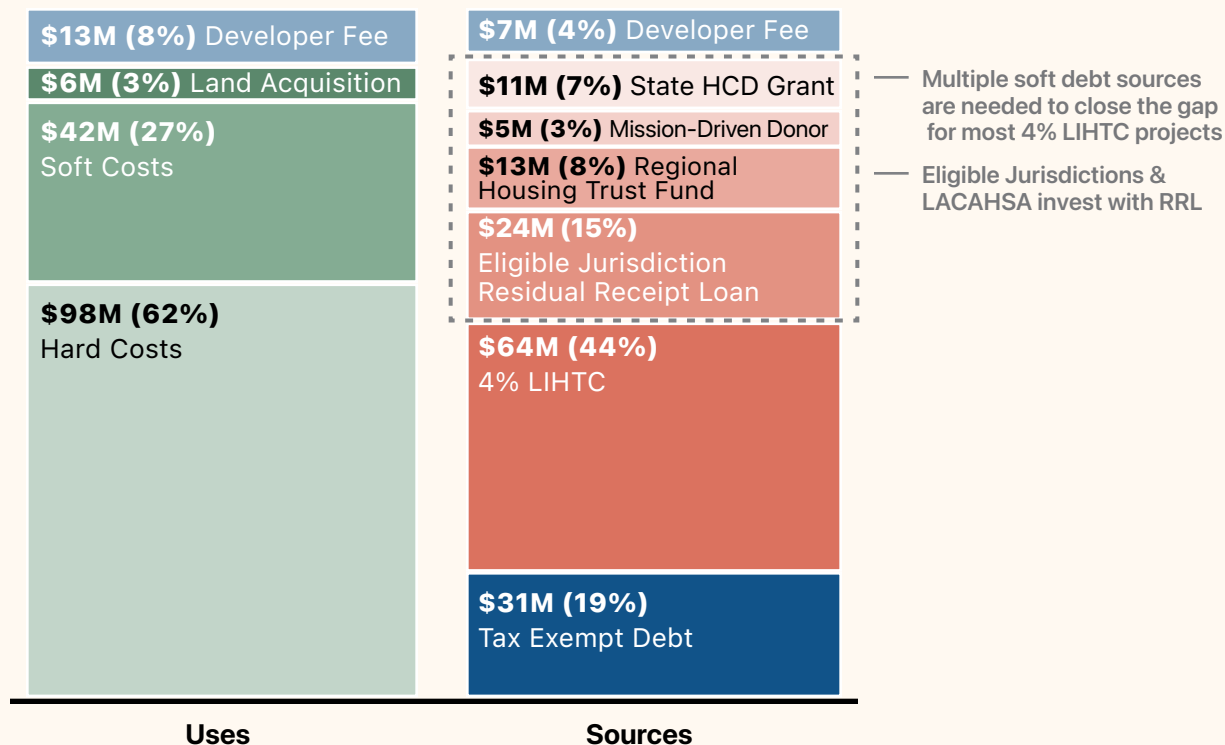 $13M (8%) Developer Fee
$6M (3%) Land Acquisition
$42M (27%)
Soft Costs
$98M (62%)
Hard Costs
Uses
$7M (4%) Developer Fee
$11M (7%) State HCD Grant
$5M (3%) Mission-Driven Donor
$13M (8%) Regional
Housing Trust Fund
$24M (15%)
Eligible Jurisdiction
Residual Receipt Loan
$64M (44%)
4% LIHTC
$31M (19%)
Tax Exempt Debt
Sources
Multiple soft debt sources
are needed to close the gap
for most 4% LIHTC projects
Eligible Jurisdictions &
LACAHSA invest with RRL